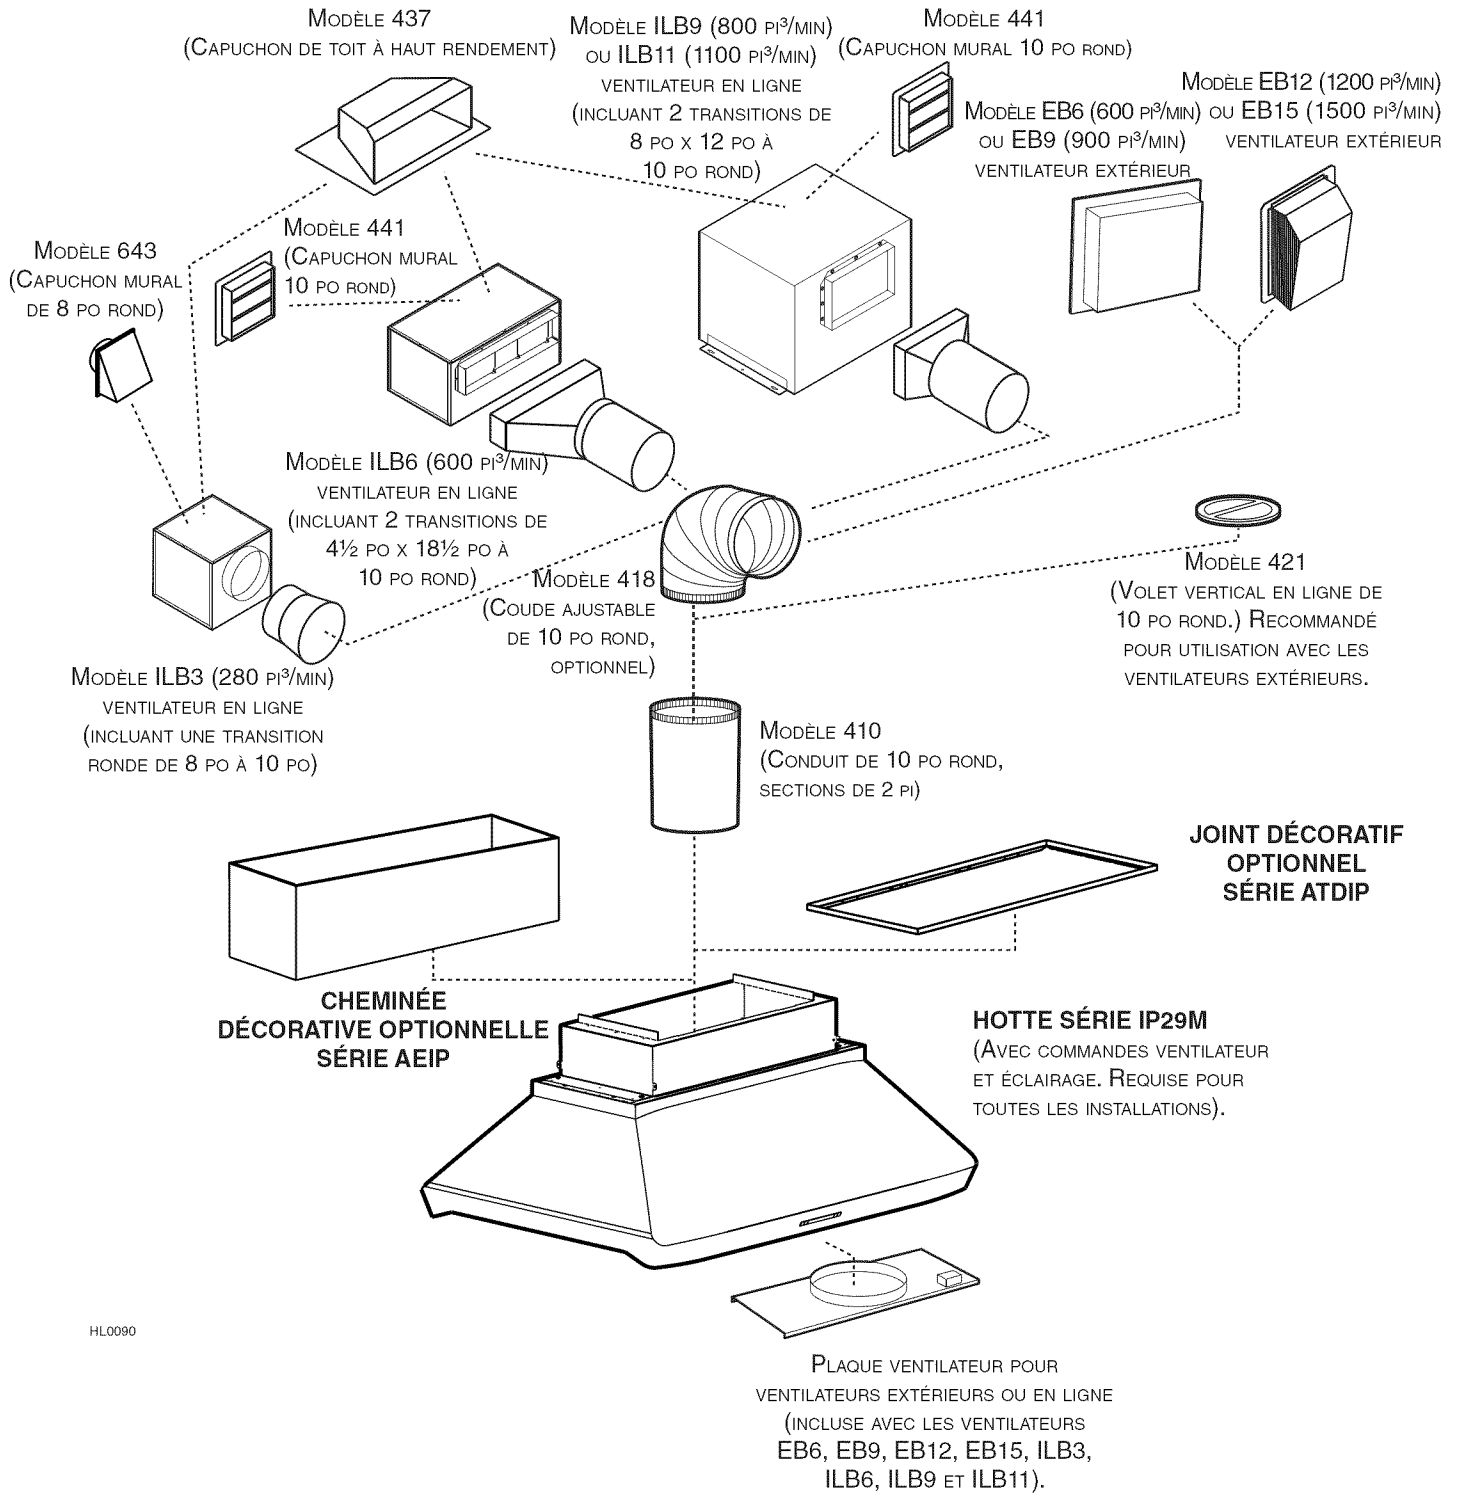 Modèle 437
(Capuchon de toit à haut rendement)
Modèle ILB9 (800 pi³/min)
ou ILB11 (1100 pi³/min)
ventilateur en ligne
(incluant 2 transitions de
8 po x 12 po à
10 po rond)
Modèle 441
(Capuchon mural 10 po rond)
Modèle EB6 (600 pi³/min)
ou EB9 (900 pi³/min)
ventilateur extérieur
Modèle EB12 (1200 pi³/min)
ou EB15 (1500 pi³/min)
ventilateur extérieur
Modèle 643
(Capuchon mural
de 8 po rond)
Modèle 441
(Capuchon mural
10 po rond)
Modèle ILB6 (600 pi³/min)
ventilateur en ligne
(incluant 2 transitions de
4½ po x 18½ po à
10 po rond)
Modèle 418
(Coude ajustable
de 10 po rond,
optionnel)
Modèle 421
(Volet vertical en ligne de
10 po rond.) Recommandé
pour utilisation avec les
ventilateurs extérieurs.
Modèle ILB3 (280 pi³/min)
ventilateur en ligne
(incluant une transition
ronde de 8 po à 10 po)
Modèle 410
(Conduit de 10 po rond,
sections de 2 pi)
JOINT DÉCORATIF
OPTIONNEL
SÉRIE ATDIP
CHEMINÉE
DÉCORATIVE OPTIONNELLE
SÉRIE AEIP
HOTTE SÉRIE IP29M
(Avec commandes ventilateur
et éclairage. Requise pour
toutes les installations).
HL0090
Plaque ventilateur pour
ventilateurs extérieurs ou en ligne
(incluse avec les ventilateurs
EB6, EB9, EB12, EB15, ILB3,
ILB6, ILB9 et ILB11).